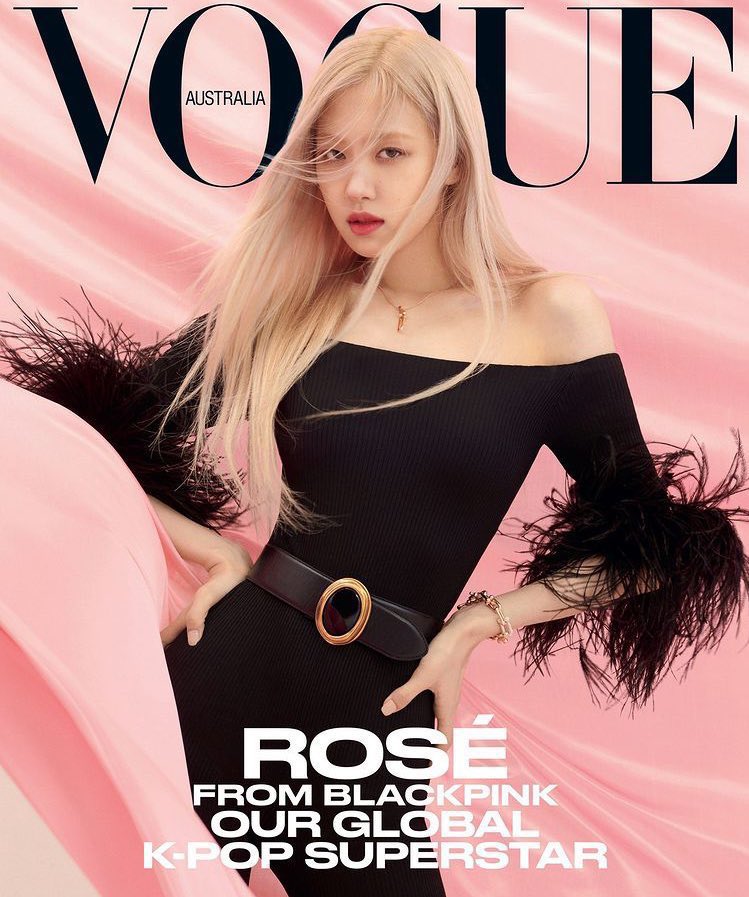 VOGUE
AUSTRALIA
ROSÉ
FROM BLACKPINK
OUR GLOBAL
K-POP SUPERSTAR